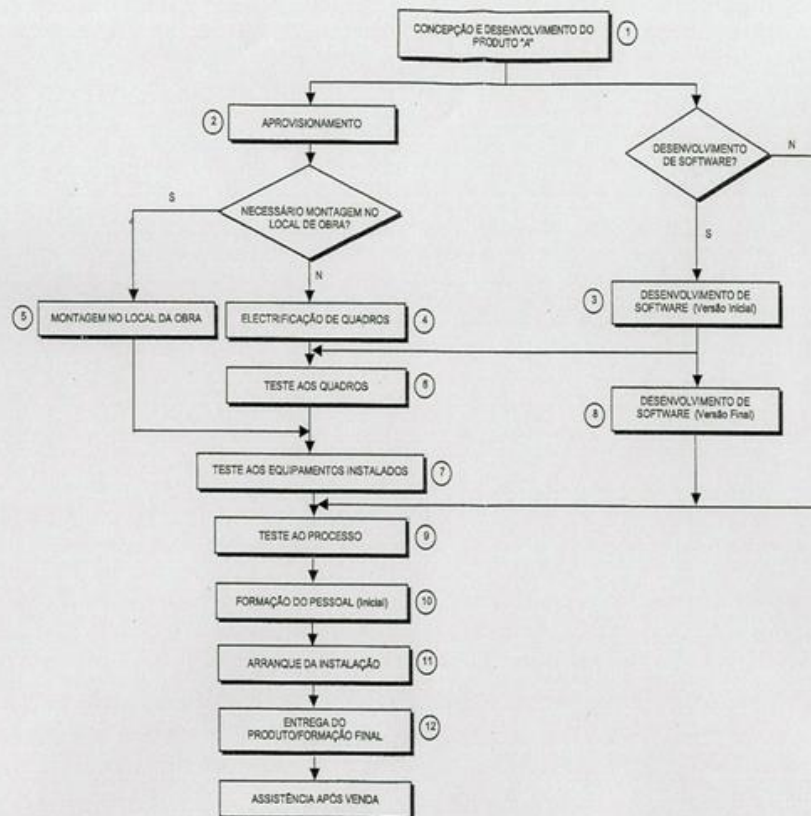 CONCEPÇÃO E DESENVOLVIMENTO DO
PRODUTO "A"
1
2
APROVISIONAMENTO
DESENVOLVIMENTO
DE SOFTWARE?
N
S
NECESSÁRIO MONTAGEM NO
LOCAL DE OBRA?
S
N
5
MONTAGEM NO LOCAL DA OBRA
ELECTRIFICAÇÃO DE QUADROS
4
3
DESENVOLVIMENTO DE
SOFTWARE (Versão Inicial)
TESTE AOS QUADROS
6
8
DESENVOLVIMENTO DE
SOFTWARE (Versão Final)
TESTE AOS EQUIPAMENTOS INSTALADOS
7
TESTE AO PROCESSO
9
FORMAÇÃO DO PESSOAL (Inicial)
10
ARRANQUE DA INSTALAÇÃO
11
ENTREGA DO
PRODUTO/FORMAÇÃO FINAL
12
ASSISTÊNCIA APÓS VENDA